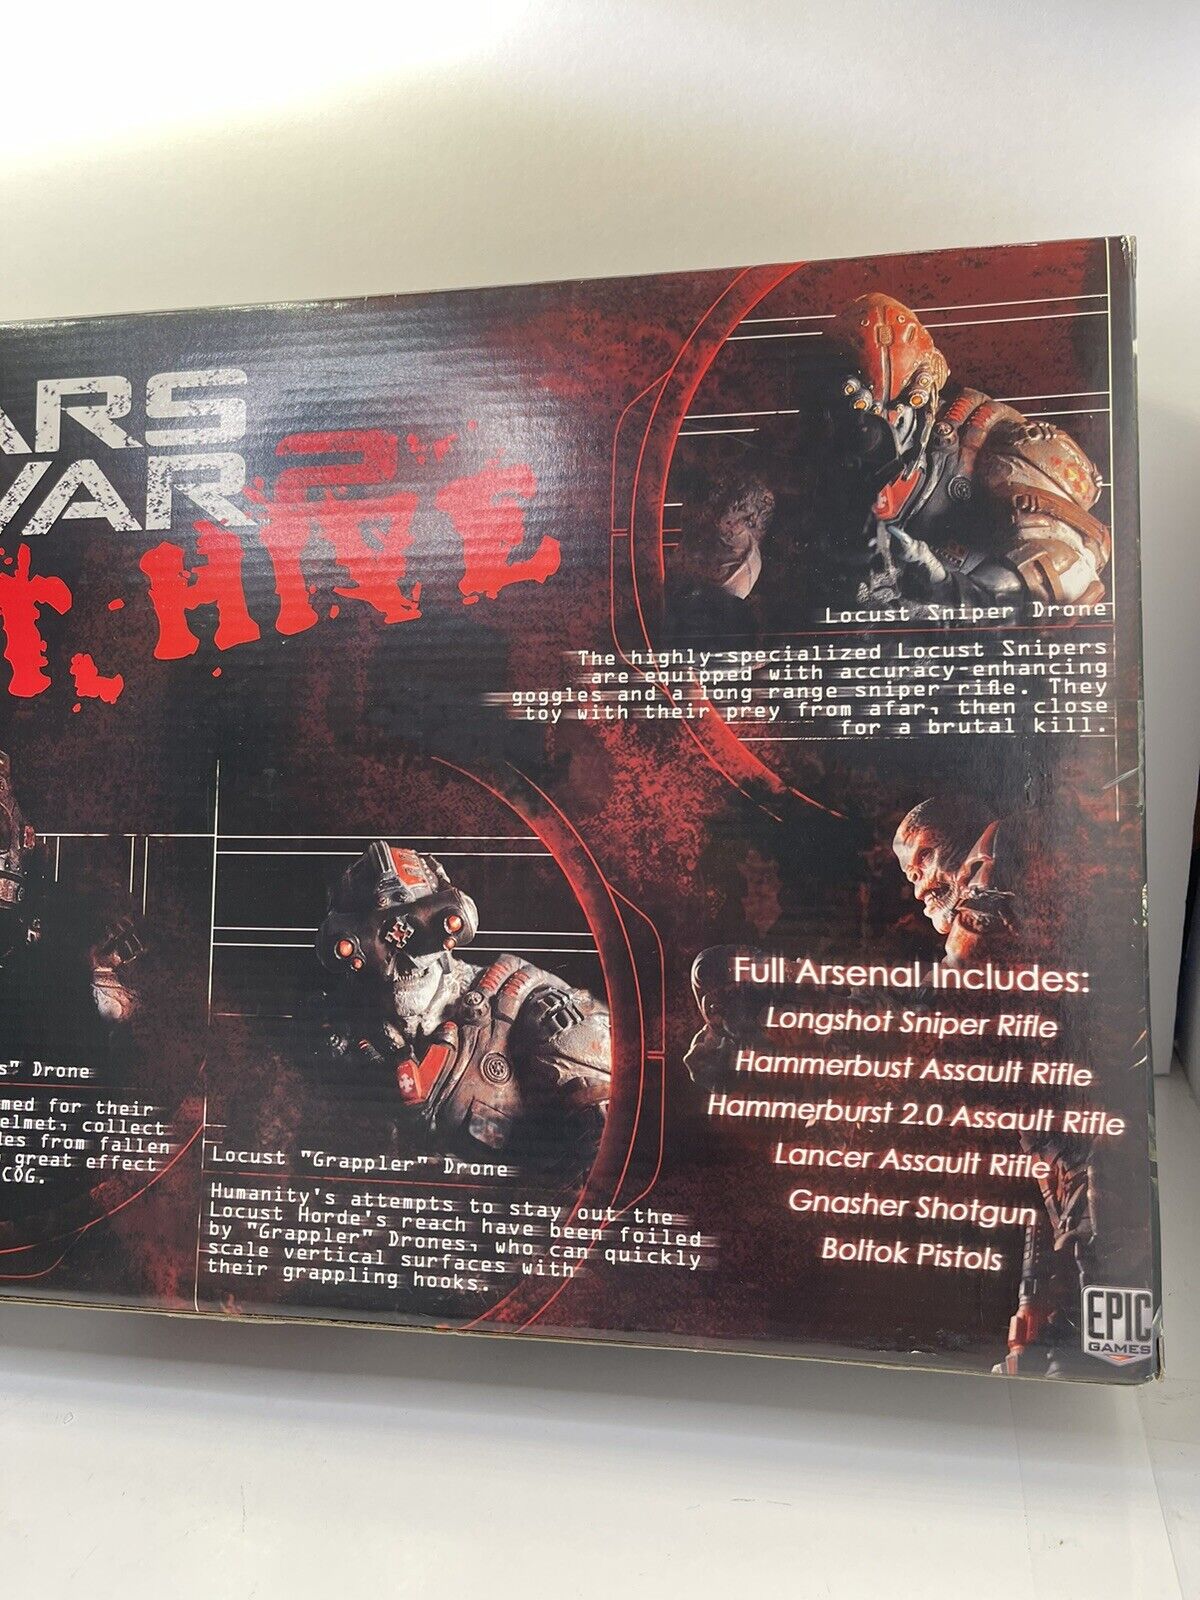 ARS
WAR 2
T. HIVE
Locust Sniper Drone
The highly-specialized Locust Snipers
are equipped with accuracy-enhancing
goggles and a long range sniper rifle. They
toy with their prey from afar, then close
for a brutal kill.
s" Drone
med for their
elmet, collect
les from fallen
great effect
COG.
Locust "Grappler" Drone
Humanity's attempts to stay out the
Locust Horde's reach have been foiled
by "Grappler" Drones, who can quickly
scale vertical surfaces with
their grappling hooks.
Full Arsenal Includes:
Longshot Sniper Rifle
Hammerbust Assault Rifle
Hammerburst 2.0 Assault Rifle
Lancer Assault Rifle
Gnasher Shotgun
Boltok Pistols
EPIC
GAMES